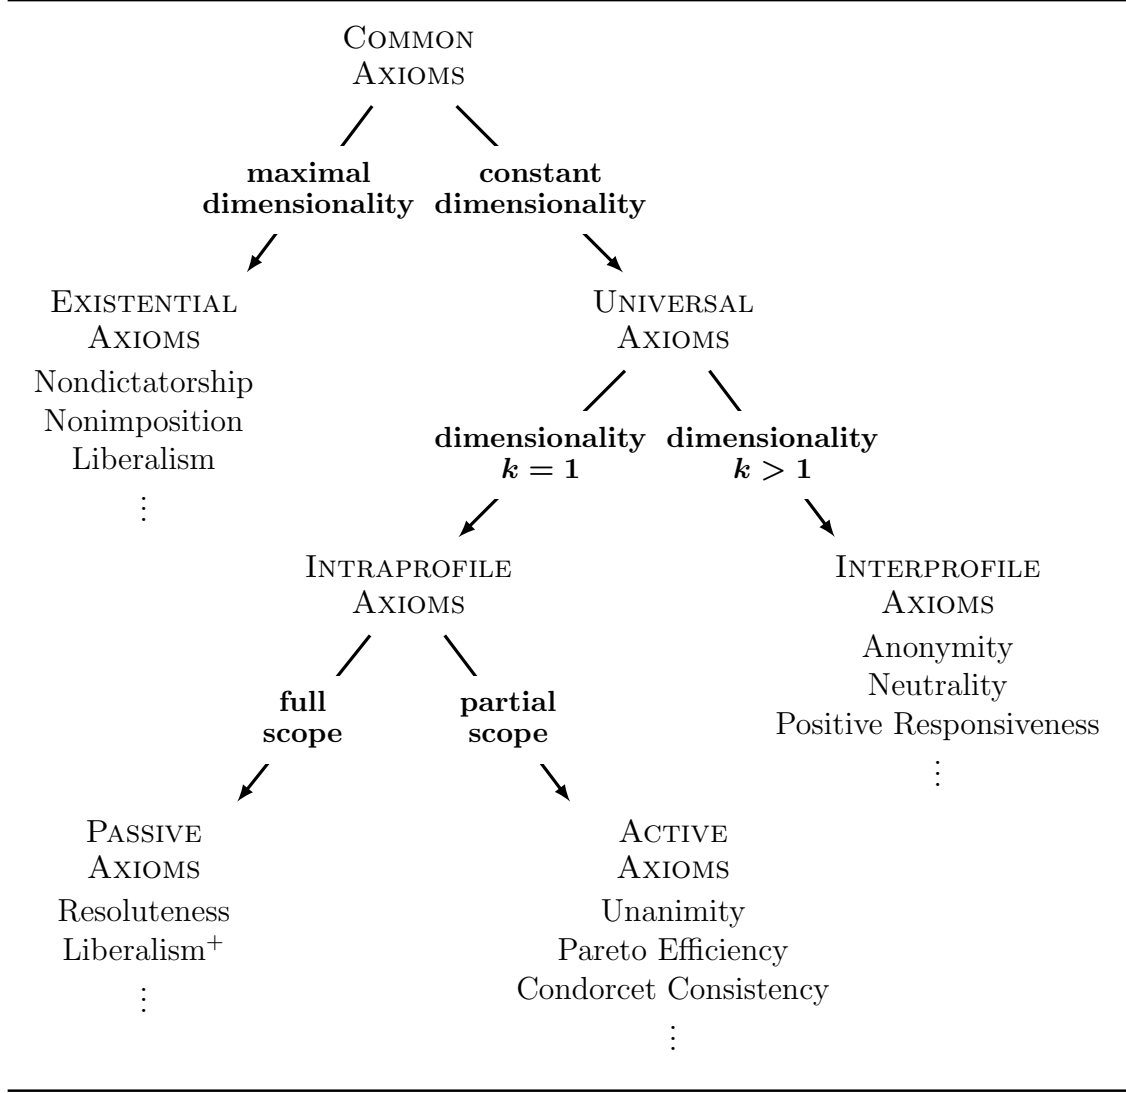 COMMON
AXIOMS
maximal
dimensionality
constant
dimensionality
EXISTENTIAL
AXIOMS
Nondictatorship
Nonimposition
Liberalism
⋮
UNIVERSAL
AXIOMS
dimensionality
k = 1
dimensionality
k > 1
INTRAPROFILE
AXIOMS
INTERPROFILE
AXIOMS
Anonymity
Neutrality
Positive Responsiveness
⋮
full
scope
partial
scope
PASSIVE
AXIOMS
Resoluteness
Liberalism⁺
⋮
ACTIVE
AXIOMS
Unanimity
Pareto Efficiency
Condorcet Consistency
⋮